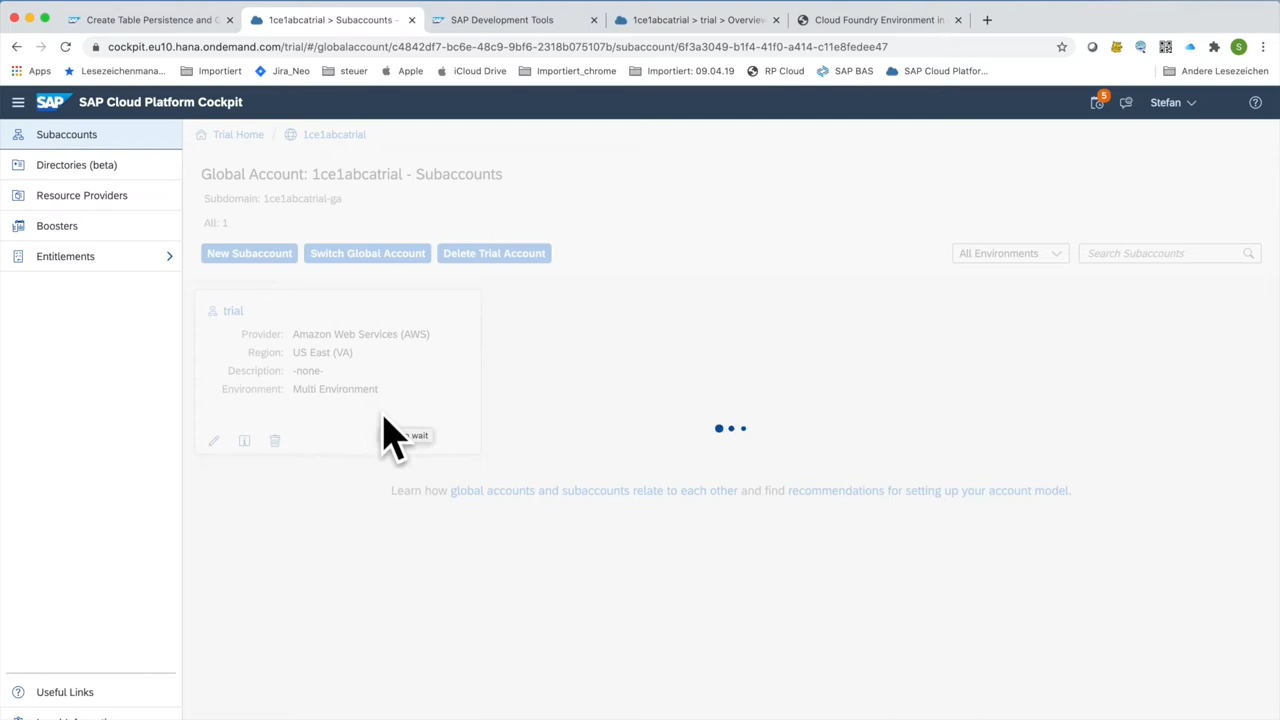 Create Table Persistence and G
1ce1abcatrial > Subaccounts -
SAP Development Tools
1ce1abcatrial > trial > Overview
Cloud Foundry Environment in
cockpit.eu10.hana.ondemand.com/trial/#/globalaccount/c4842df7-bc6e-48c9-9bf6-2318b075107b/subaccount/6f3a3049-b1f4-41f0-a414-c11e8fedee47
S
Apps
Lesezeichenmana...
Importiert
Jira_Neo
steuer
Apple
iCloud Drive
Importiert_chrome
Importiert: 09.04.19
RP Cloud
SAP BAS
SAP Cloud Platfor...
Andere Lesezeichen
SAP
SAP Cloud Platform Cockpit
5
Stefan
Subaccounts
Directories (beta)
Resource Providers
Boosters
Entitlements
Useful Links
Trial Home / 1ce1abcatrial
Global Account: 1ce1abcatrial - Subaccounts
Subdomain: 1ce1abcatrial-ga
All: 1
New Subaccount
Switch Global Account
Delete Trial Account
All Environments
Search Subaccounts
trial
Provider: Amazon Web Services (AWS)
Region: US East (VA)
Description: -none-
Environment: Multi Environment
wait
Learn how global accounts and subaccounts relate to each other and find recommendations for setting up your account model.